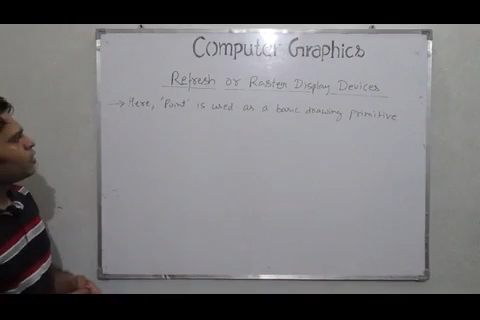 Computer Graphics
Refresh or Raster Display Devices
→ Here, 'Point' is used as a basic drawing primitive